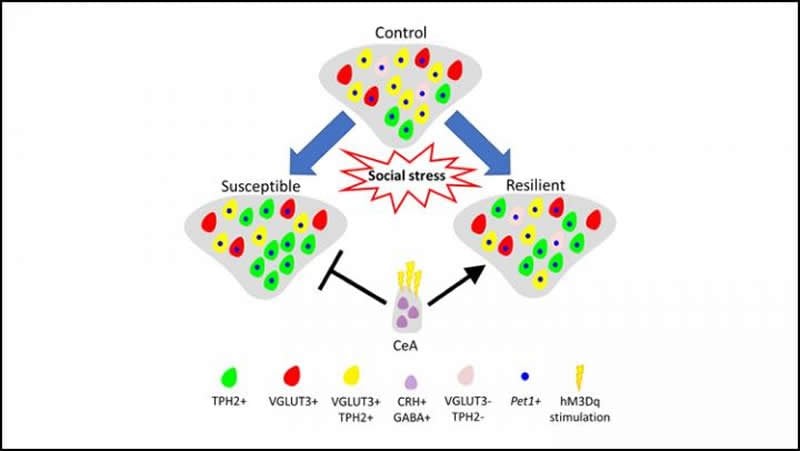 Control
Social stress
Susceptible
Resilient
CeA
TPH2+
VGLUT3+
VGLUT3+
TPH2+
CRH+
GABA+
VGLUT3-
TPH2-
Pet1+
hM3Dq
stimulation